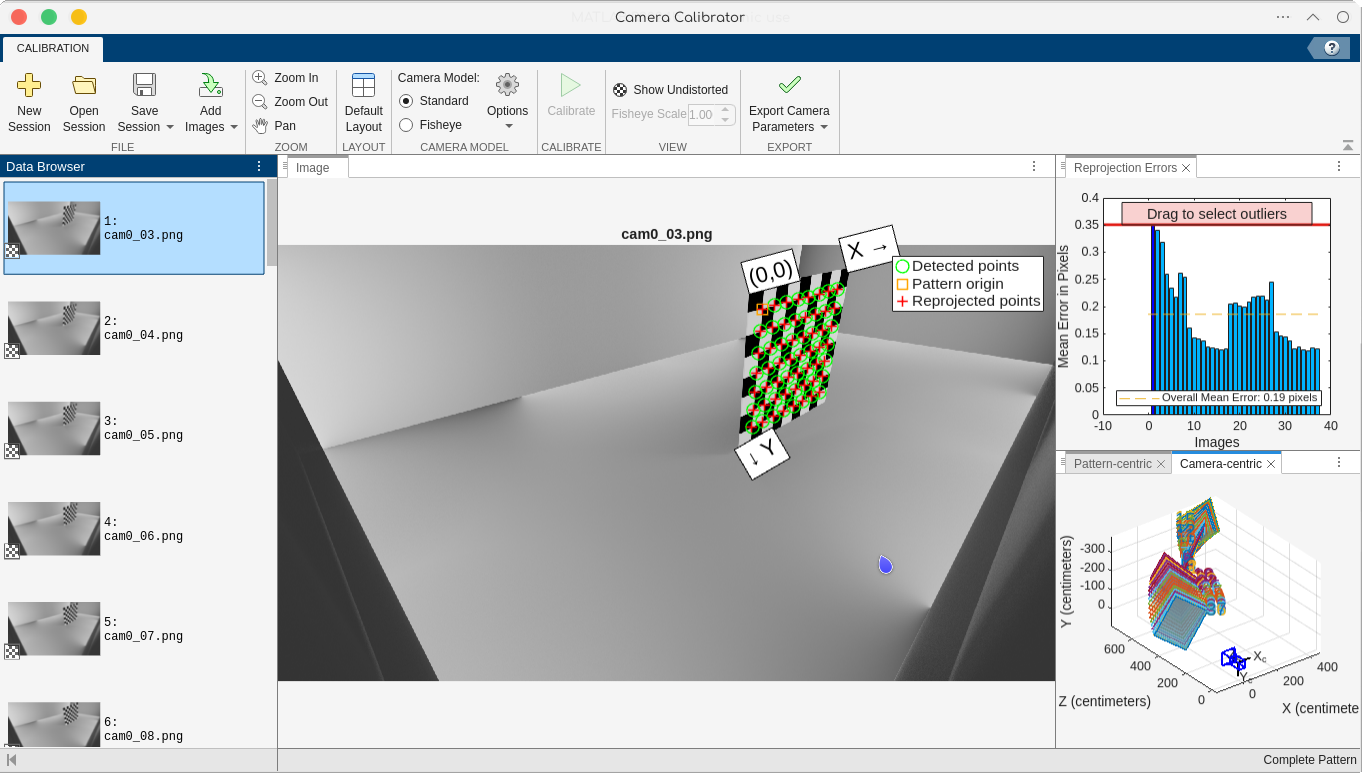 Camera Calibrator
CALIBRATION
?
New Session
Open Session
Save Session
Add Images
FILE
Zoom In
Zoom Out
Pan
ZOOM
Default Layout
LAYOUT
Camera Model:
Standard
Fisheye
Options
CAMERA MODEL
Calibrate
CALIBRATE
Show Undistorted
Fisheye Scale 1.00
VIEW
Export Camera Parameters
EXPORT
Data Browser
1:
cam0_03.png
2:
cam0_04.png
3:
cam0_05.png
4:
cam0_06.png
5:
cam0_07.png
6:
cam0_08.png
Image
cam0_03.png
(0,0)
X →
↓ Y
Detected points
Pattern origin
Reprojected points
Reprojection Errors
Drag to select outliers
Mean Error in Pixels
0.4
0.35
0.3
0.25
0.2
0.15
0.1
0.05
0
Overall Mean Error: 0.19 pixels
-10 0 10 20 30 40
Images
Pattern-centric
Camera-centric
Y (centimeters)
-300
-200
-100
0
600
400
200
0
Z (centimeters)
0
200
400
X (centimete
37
Xc
Yc
Complete Pattern